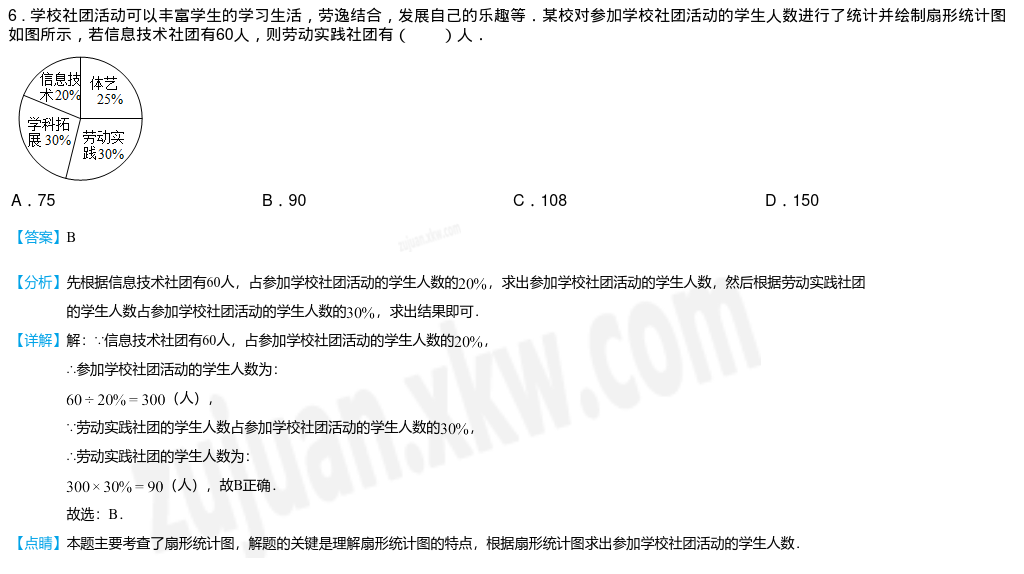 6．学校社团活动可以丰富学生的学习生活，劳逸结合，发展自己的乐趣等．某校对参加学校社团活动的学生人数进行了统计并绘制扇形统计图
如图所示，若信息技术社团有60人，则劳动实践社团有（　　）人．
信息技
术20%
体艺
25%
学科拓
展 30%
劳动实
践30%
A．75 B．90 C．108 D．150
【答案】B
zujuan.xkw.com
【分析】先根据信息技术社团有60人，占参加学校社团活动的学生人数的20%，求出参加学校社团活动的学生人数，然后根据劳动实践社团
的学生人数占参加学校社团活动的学生人数的30%，求出结果即可．
【详解】解：∵信息技术社团有60人，占参加学校社团活动的学生人数的20%，
∴参加学校社团活动的学生人数为：
60 ÷ 20% = 300（人），
∵劳动实践社团的学生人数占参加学校社团活动的学生人数的30%，
∴劳动实践社团的学生人数为：
300 × 30% = 90（人），故B正确．
故选：B．
【点睛】本题主要考查了扇形统计图，解题的关键是理解扇形统计图的特点，根据扇形统计图求出参加学校社团活动的学生人数．
zujuan.xkw.com